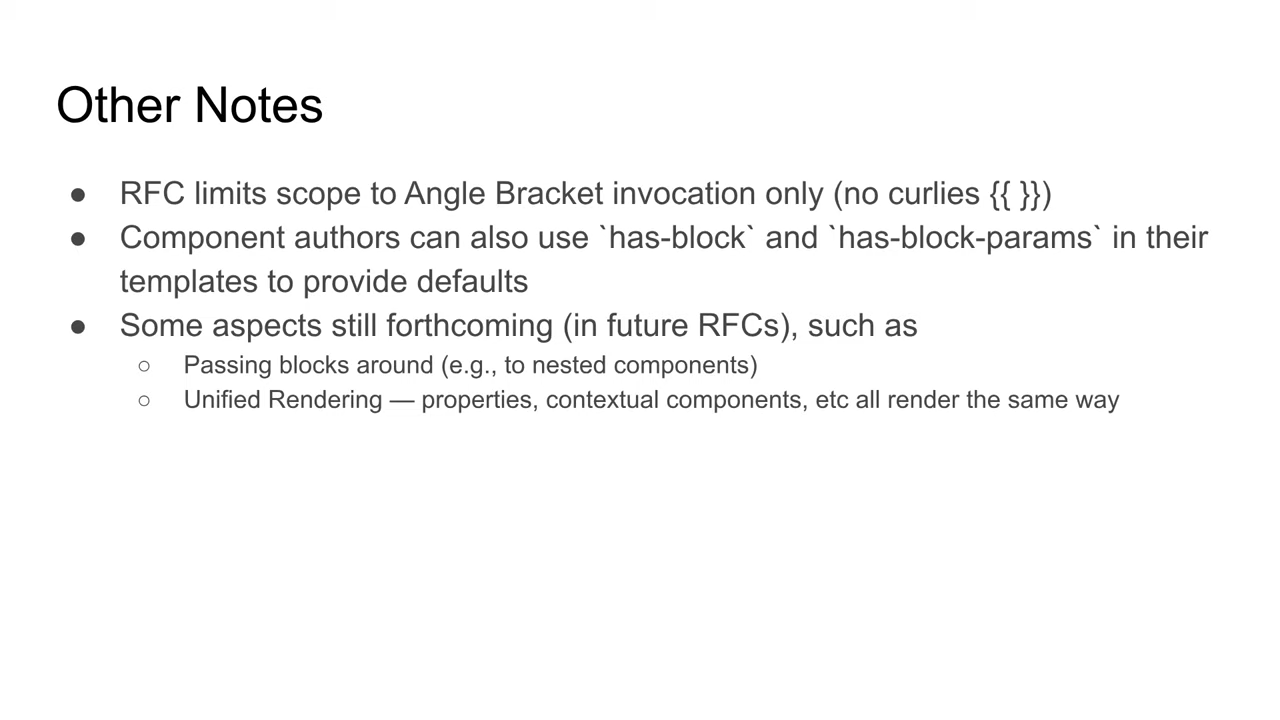 Other Notes
● RFC limits scope to Angle Bracket invocation only (no curlies {{ }})
● Component authors can also use `has-block` and `has-block-params` in their
templates to provide defaults
● Some aspects still forthcoming (in future RFCs), such as
○ Passing blocks around (e.g., to nested components)
○ Unified Rendering — properties, contextual components, etc all render the same way